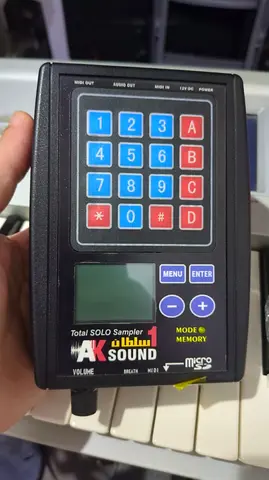 MIDI OUT AUDIO OUT MIDI IN 12V DC POWER
1 2 3 A
4 5 6 B
7 8 9 C
* 0 # D
MENU ENTER
− +
Total SOLO Sampler 1
سلطان
AK SOUND
MODE
MEMORY
micro SD
VOLUME BREATH MIDI